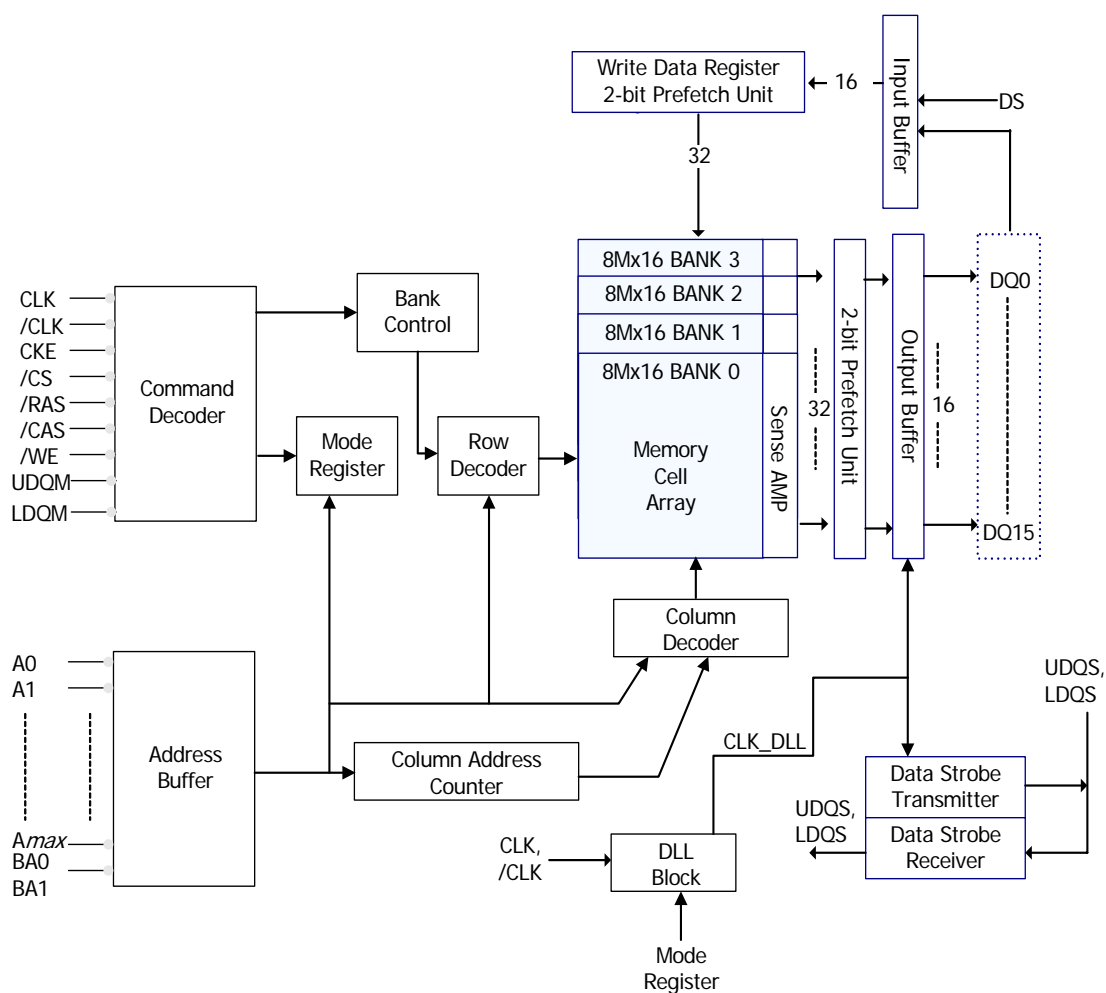 Write Data Register
2-bit Prefetch Unit
16
Input Buffer
DS
32
8Mx16 BANK 3
8Mx16 BANK 2
8Mx16 BANK 1
8Mx16 BANK 0
Memory
Cell
Array
Sense AMP
32
2-bit Prefetch Unit
Output Buffer
16
DQ0
DQ15
CLK
/CLK
CKE
/CS
/RAS
/CAS
/WE
UDQM
LDQM
Command
Decoder
Bank
Control
Mode
Register
Row
Decoder
Column
Decoder
A0
A1
Amax
BA0
BA1
Address
Buffer
Column Address
Counter
CLK_DLL
CLK,
/CLK
DLL
Block
Mode
Register
UDQS,
LDQS
Data Strobe
Transmitter
Data Strobe
Receiver
UDQS,
LDQS